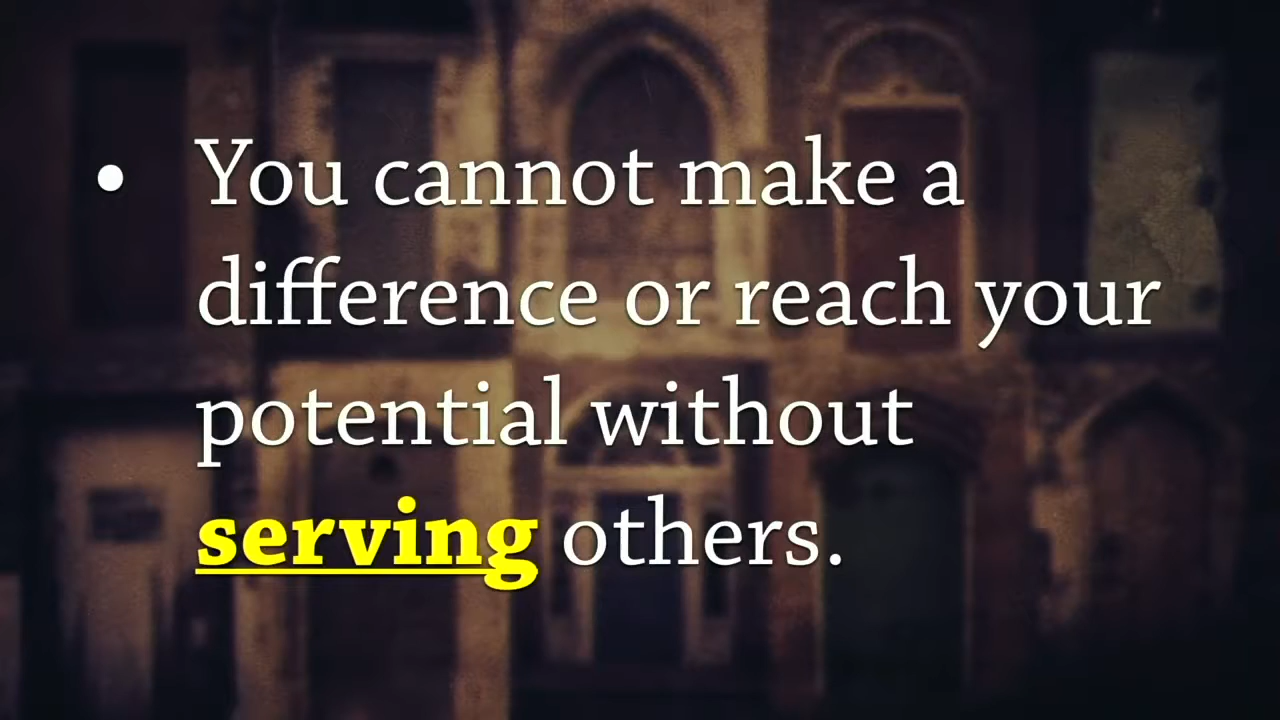 • You cannot make a
difference or reach your
potential without
serving others.